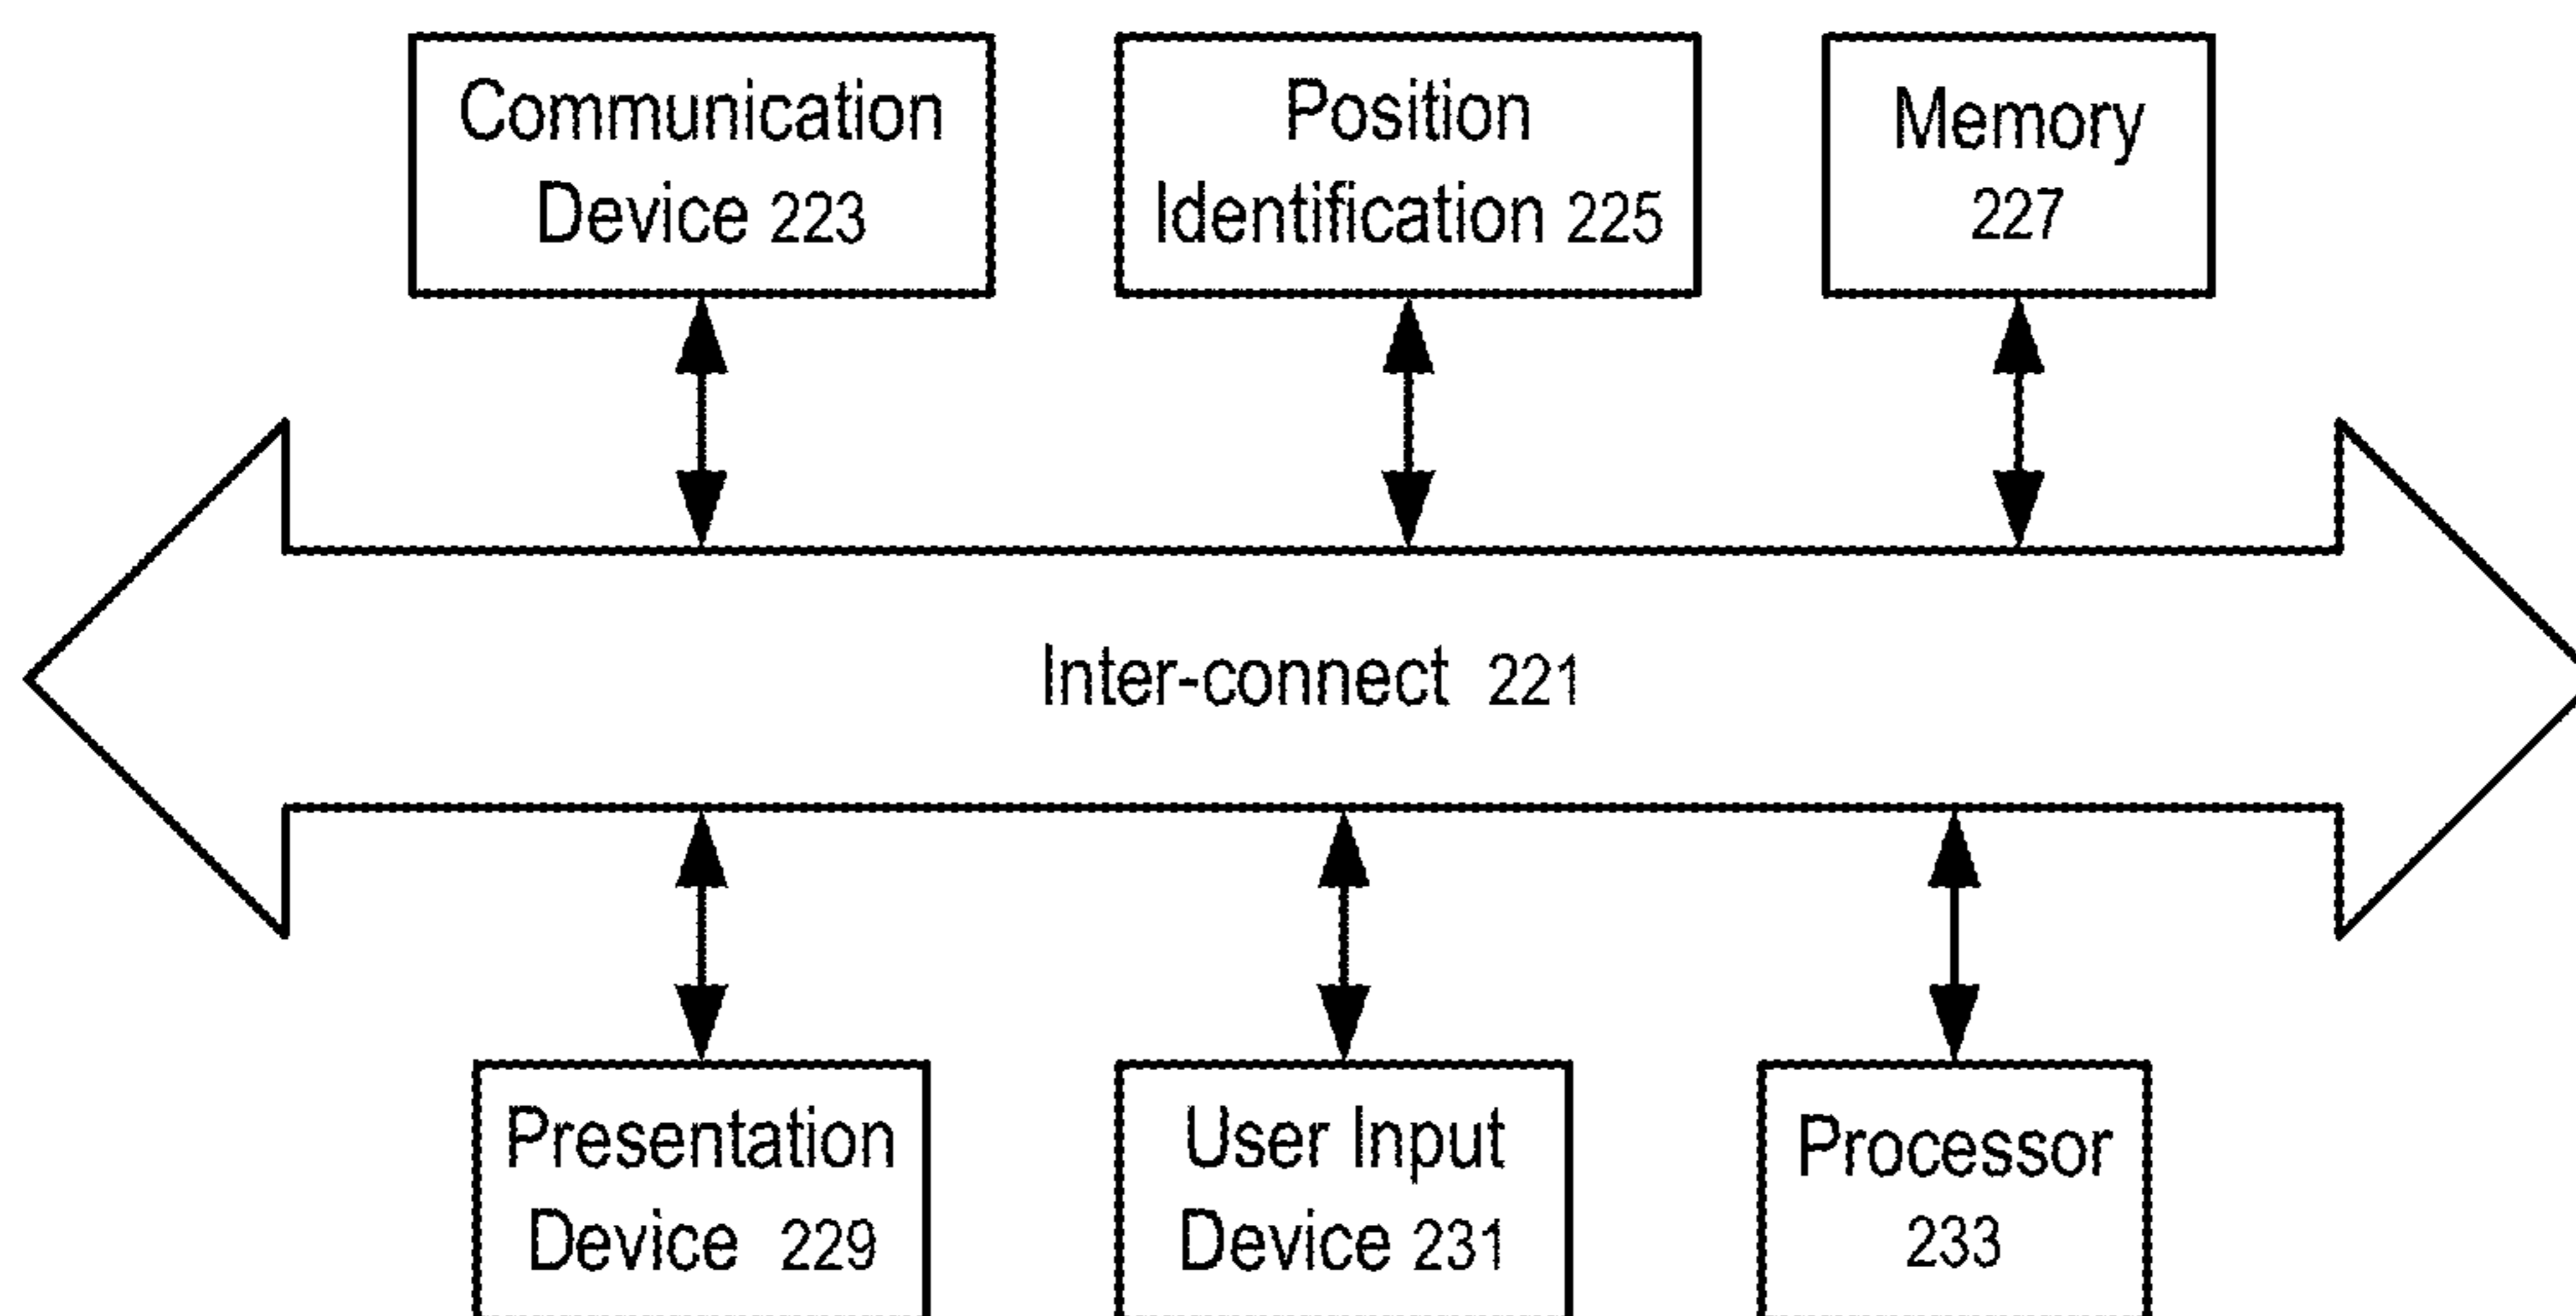 Communication
Device 223
Position
Identification 225
Memory
227
Inter-connect 221
Presentation
Device 229
User Input
Device 231
Processor
233